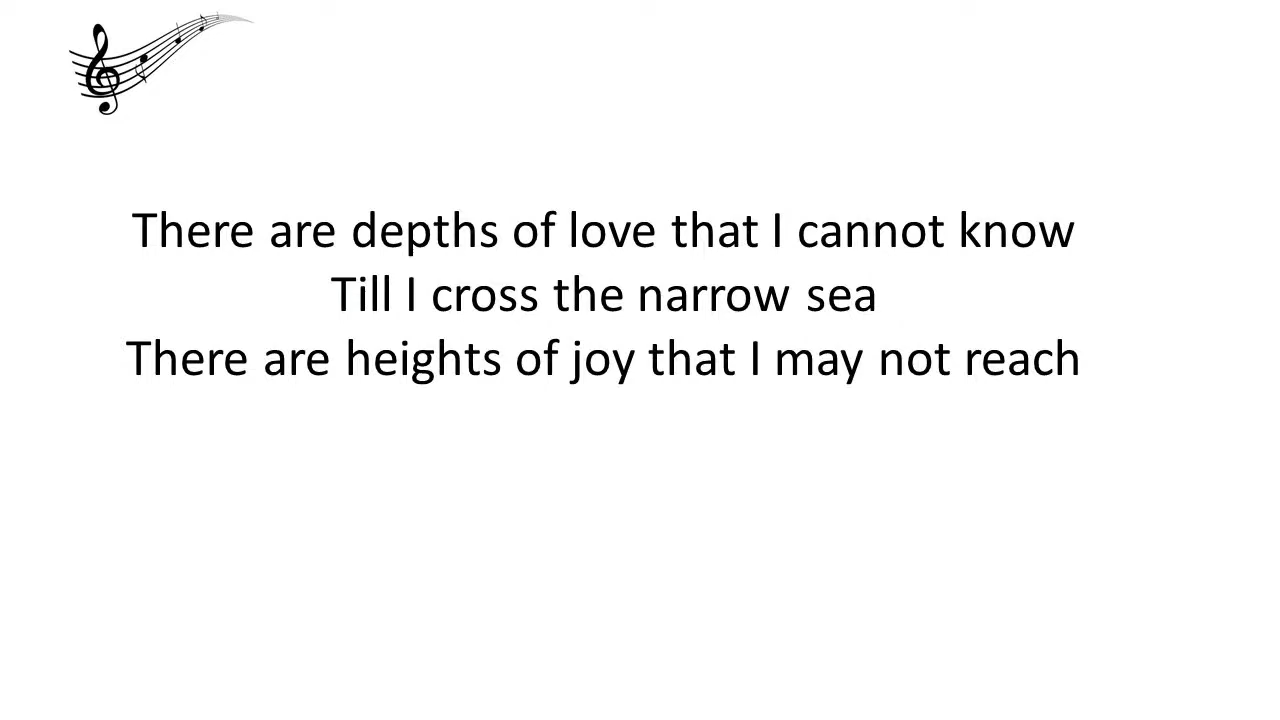 There are depths of love that I cannot know
Till I cross the narrow sea
There are heights of joy that I may not reach